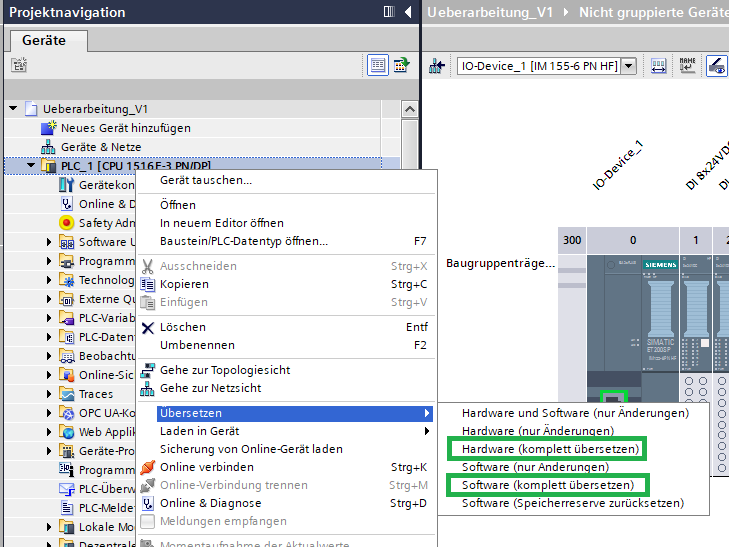 Projektnavigation
Geräte
Ueberarbeitung_V1
Neues Gerät hinzufügen
Geräte & Netze
PLC_1 [CPU 1516F-3 PN/DP]
Gerätekon
Online & D
Safety Adm
Software U
Programm
Technolog
Externe Qu
PLC-Variab
PLC-Datent
Beobachtu
Online-Sich
Traces
OPC UA-Ko
Web Applik
Geräte-Pro
Programm
PLC-Überw
PLC-Melde
Lokale Mo
Dezentrale
Gerät tauschen...
Öffnen
In neuem Editor öffnen
Baustein/PLC-Datentyp öffnen... F7
Ausschneiden Strg+X
Kopieren Strg+C
Einfügen Strg+V
Löschen Entf
Umbenennen F2
Gehe zur Topologiesicht
Gehe zur Netzsicht
Übersetzen
Laden in Gerät
Sicherung von Online-Gerät laden
Online verbinden Strg+K
Online-Verbindung trennen Strg+M
Online & Diagnose Strg+D
Meldungen empfangen
Momentaufnahme der Aktualwerte
Hardware und Software (nur Änderungen)
Hardware (nur Änderungen)
Hardware (komplett übersetzen)
Software (nur Änderungen)
Software (komplett übersetzen)
Software (Speicherreserve zurücksetzen)
Ueberarbeitung_V1 Nicht gruppierte Geräte
IO-Device_1 [IM 155-6 PN HF]
IO-Device_1
DI 8x24VD
300 0 1 2
Baugruppenträge...
SIEMENS
SIMATIC
ET 200SP